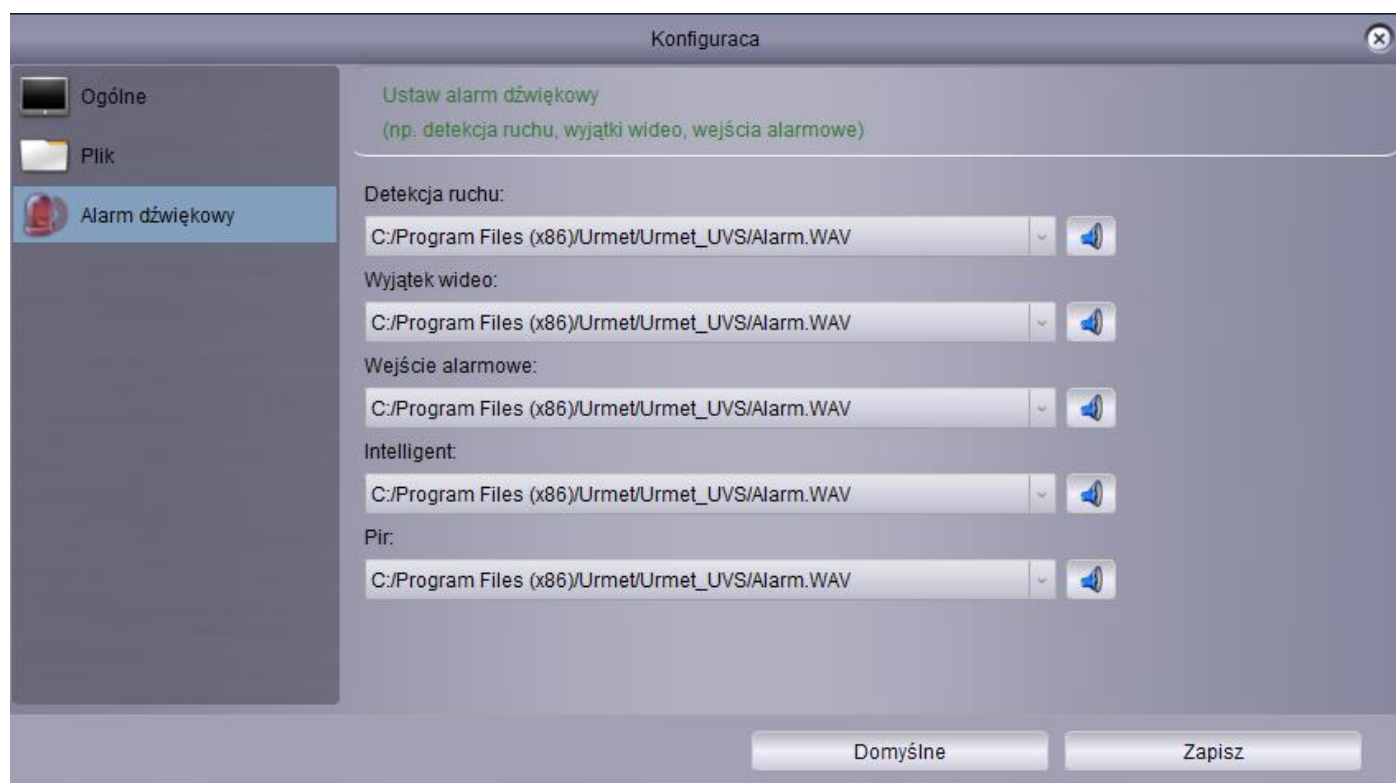 Konfiguraca
Ogólne
Plik
Alarm dźwiękowy
Ustaw alarm dźwiękowy
(np. detekcja ruchu, wyjątki wideo, wejścia alarmowe)
Detekcja ruchu:
C:/Program Files (x86)/Urmet/Urmet_UVS/Alarm.WAV
Wyjątek wideo:
C:/Program Files (x86)/Urmet/Urmet_UVS/Alarm.WAV
Wejście alarmowe:
C:/Program Files (x86)/Urmet/Urmet_UVS/Alarm.WAV
Intelligent:
C:/Program Files (x86)/Urmet/Urmet_UVS/Alarm.WAV
Pir:
C:/Program Files (x86)/Urmet/Urmet_UVS/Alarm.WAV
Domyślne
Zapisz